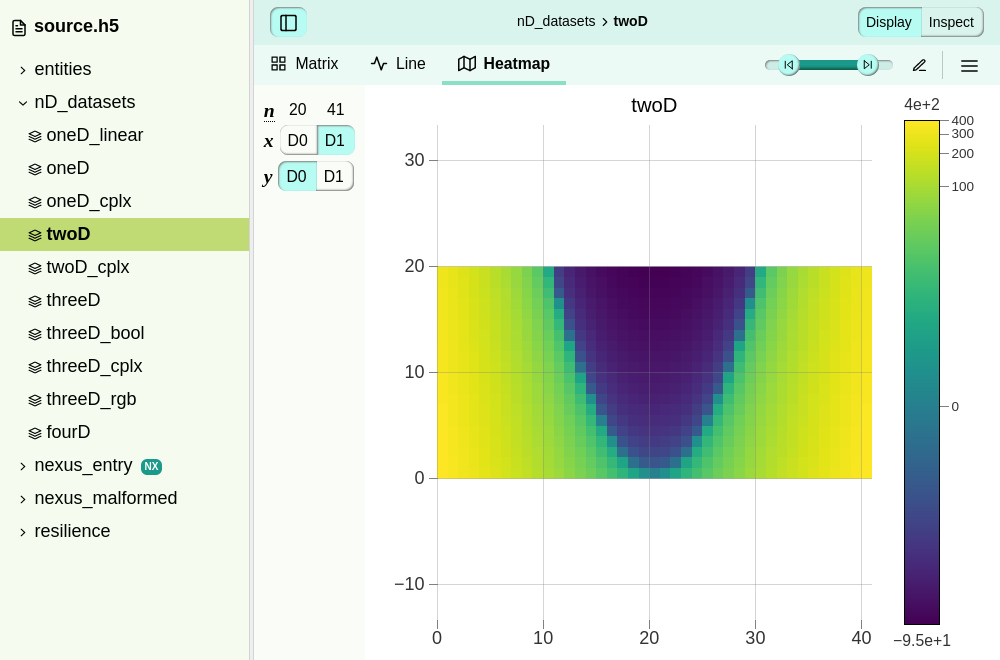 source.h5
nD_datasets > twoD
Display Inspect
Matrix Line Heatmap
entities
nD_datasets
oneD_linear
oneD
oneD_cplx
twoD
twoD_cplx
threeD
threeD_bool
threeD_cplx
threeD_rgb
fourD
nexus_entry NX
nexus_malformed
resilience
n 20 41
x D0 D1
y D0 D1
twoD
30
20
10
0
−10
0 10 20 30 40
4e+2
400
300
200
100
0
−9.5e+1